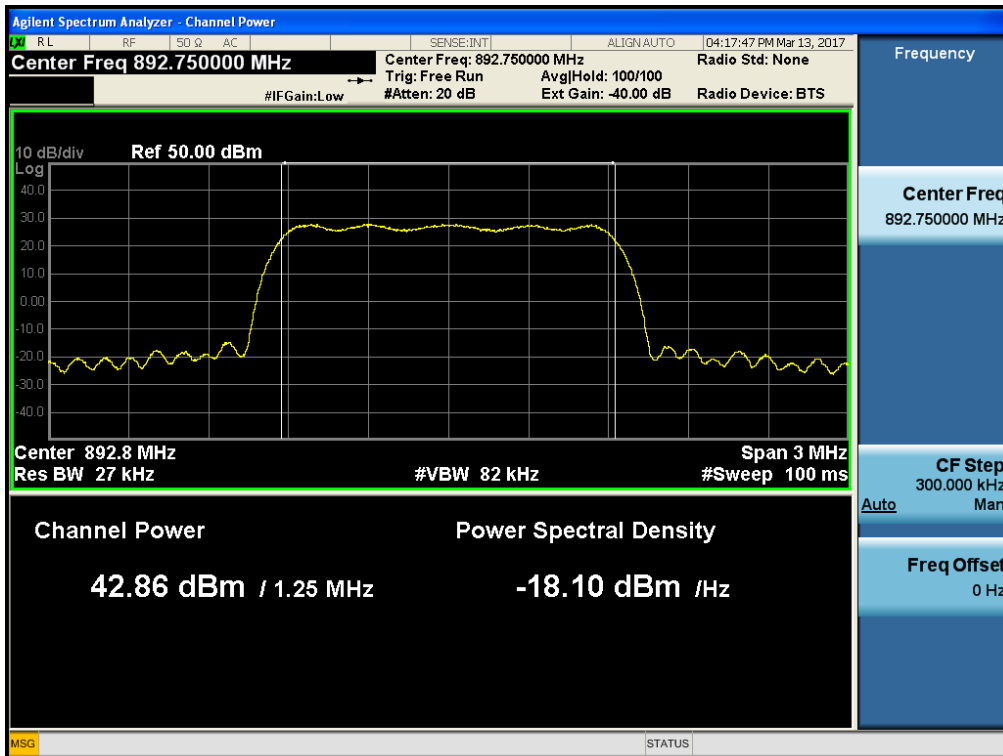 Agilent Spectrum Analyzer - Channel Power
LXI RL RF 50 Ω AC SENSE:INT ALIGN AUTO 04:17:47 PM Mar 13, 2017
Center Freq 892.750000 MHz
Center Freq: 892.750000 MHz Radio Std: None
Trig: Free Run Avg|Hold: 100/100
#IFGain:Low #Atten: 20 dB Ext Gain: -40.00 dB Radio Device: BTS
10 dB/div Ref 50.00 dBm
Log
40.0
30.0
20.0
10.0
0.00
-10.0
-20.0
-30.0
-40.0
Center 892.8 MHz Span 3 MHz
Res BW 27 kHz #VBW 82 kHz #Sweep 100 ms
Channel Power Power Spectral Density
42.86 dBm / 1.25 MHz -18.10 dBm /Hz
MSG STATUS
Frequency
Center Freq
892.750000 MHz
CF Step
300.000 kHz
Auto Man
Freq Offset
0 Hz